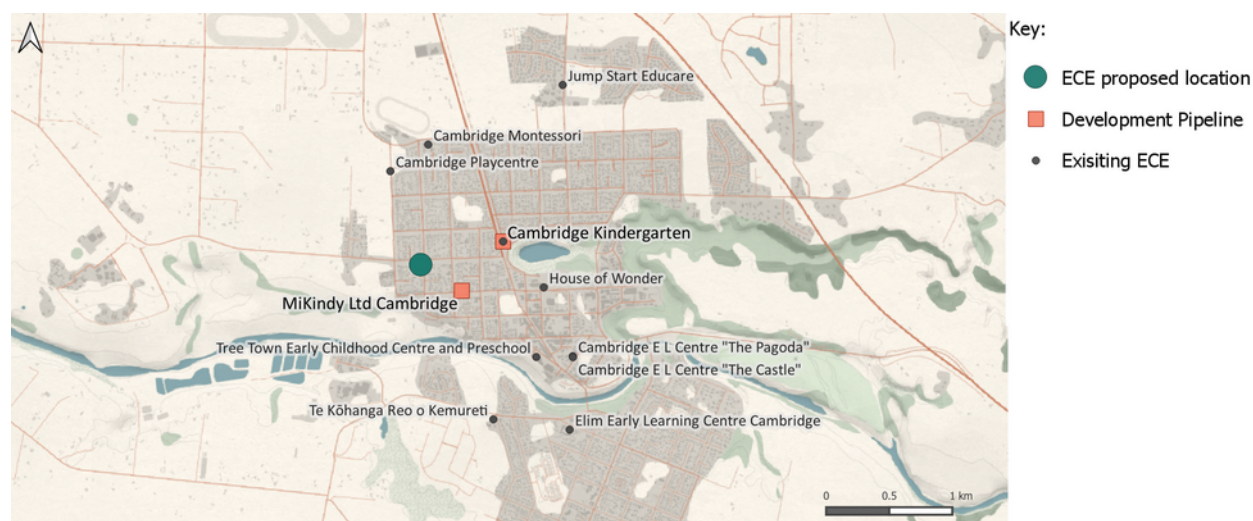 Key:
ECE proposed location
Development Pipeline
Exisiting ECE
Jump Start Educare
Cambridge Montessori
Cambridge Playcentre
Cambridge Kindergarten
House of Wonder
MiKindy Ltd Cambridge
Tree Town Early Childhood Centre and Preschool
Cambridge E L Centre "The Pagoda"
Cambridge E L Centre "The Castle"
Te Kōhanga Reo o Kemureti
Elim Early Learning Centre Cambridge
0 0.5 1 km